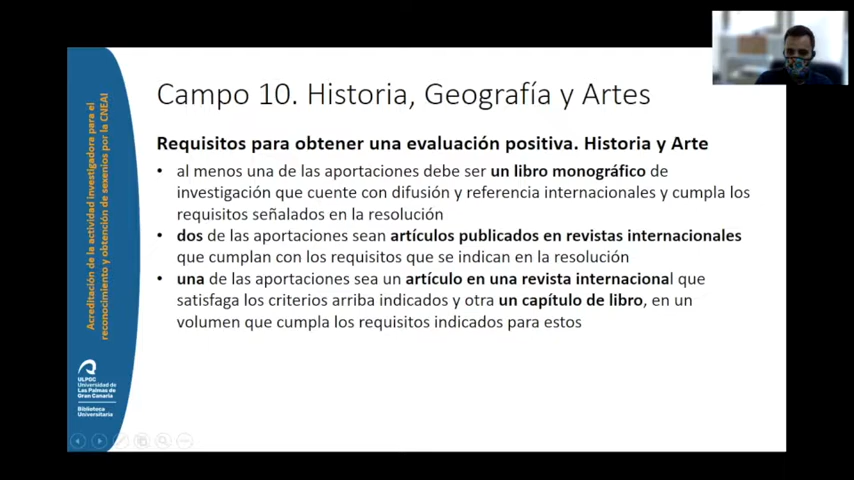 Campo 10. Historia, Geografía y Artes
Requisitos para obtener una evaluación positiva. Historia y Arte
• al menos una de las aportaciones debe ser un libro monográfico de
investigación que cuente con difusión y referencia internacionales y cumpla los
requisitos señalados en la resolución
• dos de las aportaciones sean artículos publicados en revistas internacionales
que cumplan con los requisitos que se indican en la resolución
• una de las aportaciones sea un artículo en una revista internacional que
satisfaga los criterios arriba indicados y otra un capítulo de libro, en un
volumen que cumpla los requisitos indicados para estos
Acreditación de la actividad investigadora para el
reconocimiento y obtención de sexenios por la CNEAI
ULPGC
Universidad de
Las Palmas de
Gran Canaria
Biblioteca
Universitaria